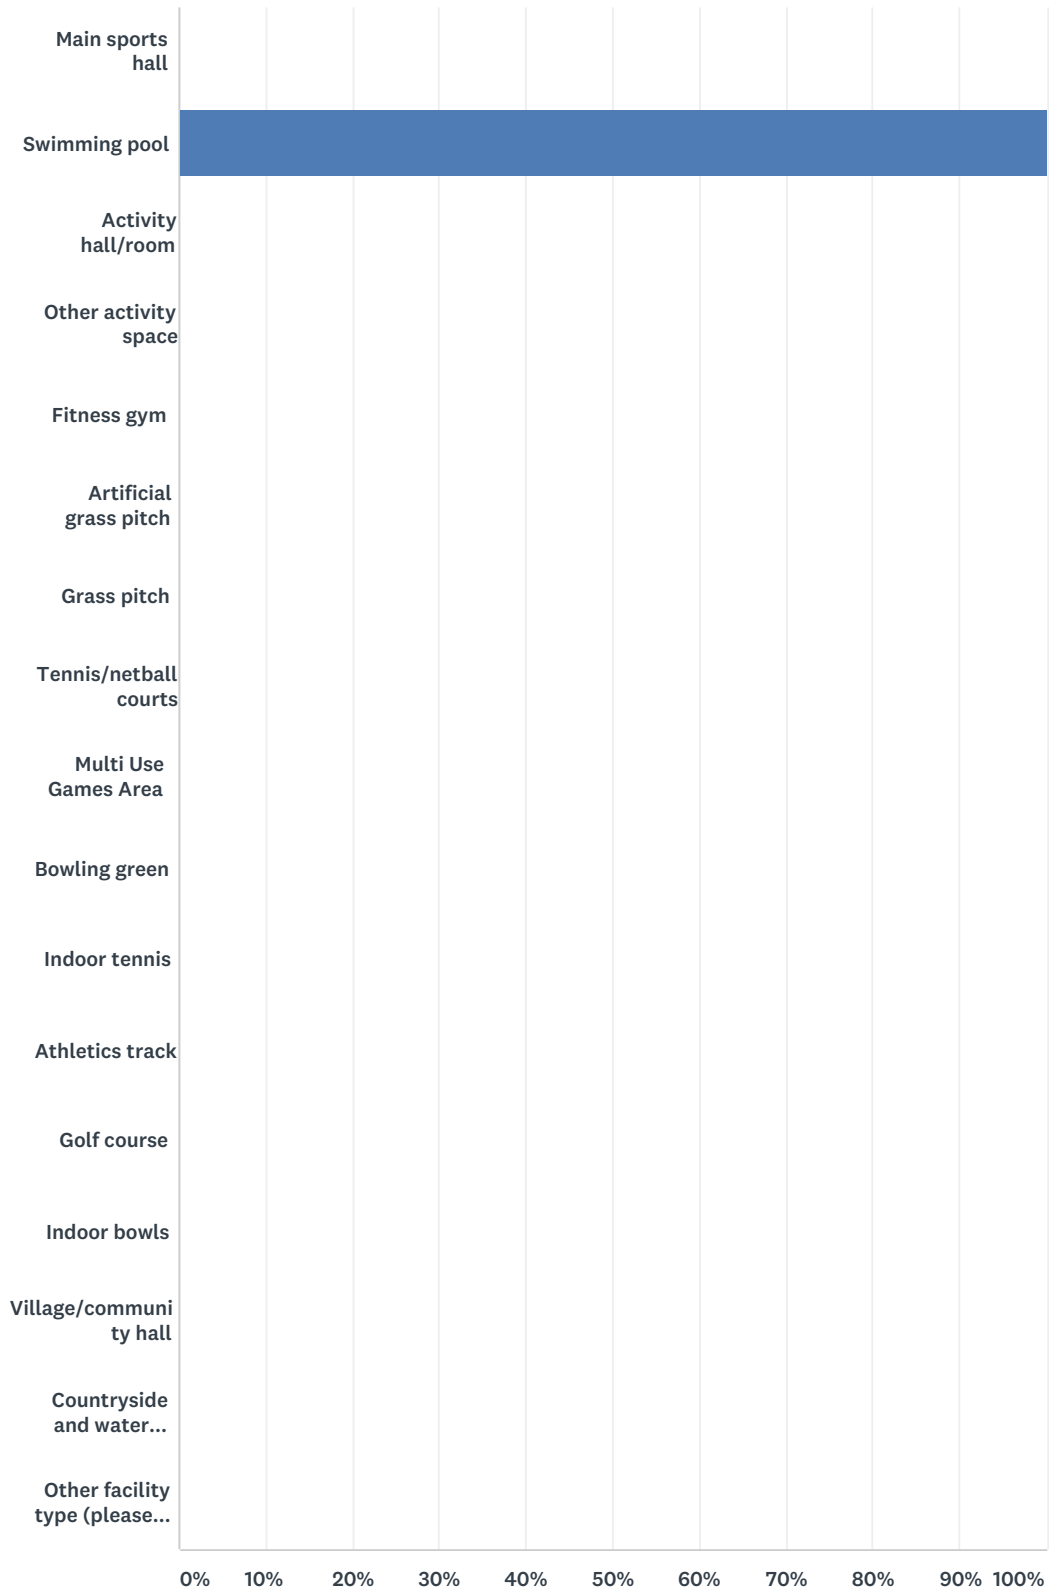 Main sports
hall
Swimming pool
Activity
hall/room
Other activity
space
Fitness gym
Artificial
grass pitch
Grass pitch
Tennis/netball
courts
Multi Use
Games Area
Bowling green
Indoor tennis
Athletics track
Golf course
Indoor bowls
Village/communi
ty hall
Countryside
and water...
Other facility
type (please...
0% 10% 20% 30% 40% 50% 60% 70% 80% 90% 100%